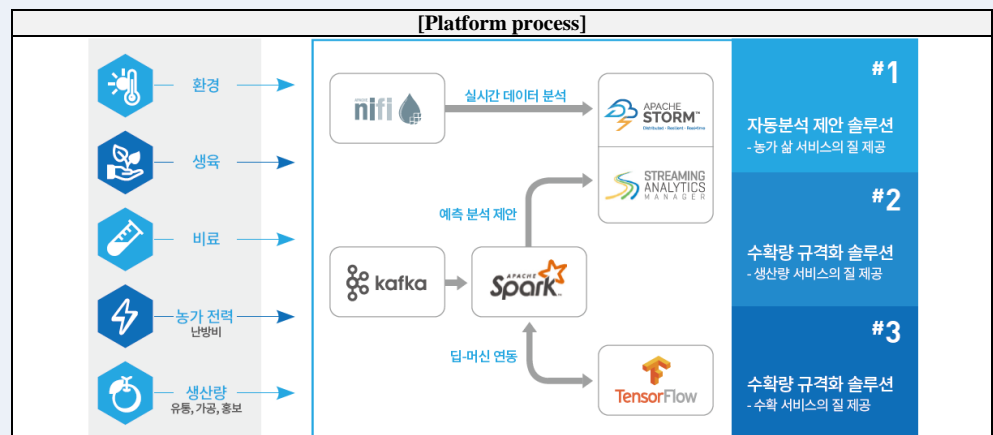 [Platform process]
환경
생육
비료
농가 전력
난방비
생산량
유통, 가공, 홍보
nifi
실시간 데이터 분석
APACHE
STORM™
Distributed · Resilient · Real-time
STREAMING
ANALYTICS
MANAGER
예측 분석 제안
kafka
APACHE
Spark™
딥-머신 연동
TensorFlow
#1
자동분석 제안 솔루션
- 농가 삶 서비스의 질 제공
#2
수확량 규격화 솔루션
- 생산량 서비스의 질 제공
#3
수확량 규격화 솔루션
- 수확 서비스의 질 제공